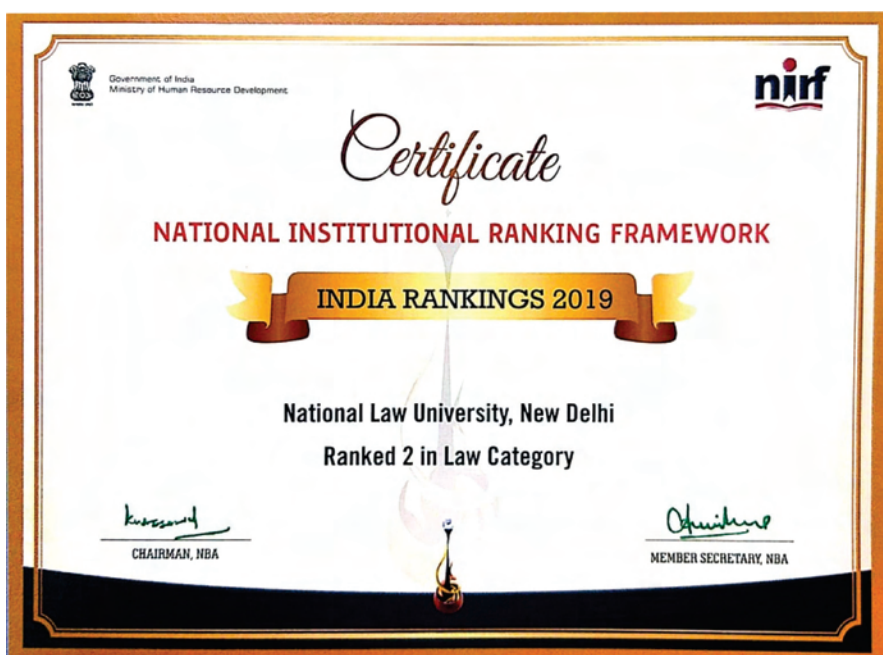 Government of India
Ministry of Human Resource Development
nirf
Certificate
NATIONAL INSTITUTIONAL RANKING FRAMEWORK
INDIA RANKINGS 2019
National Law University, New Delhi
Ranked 2 in Law Category
CHAIRMAN, NBA
MEMBER SECRETARY, NBA